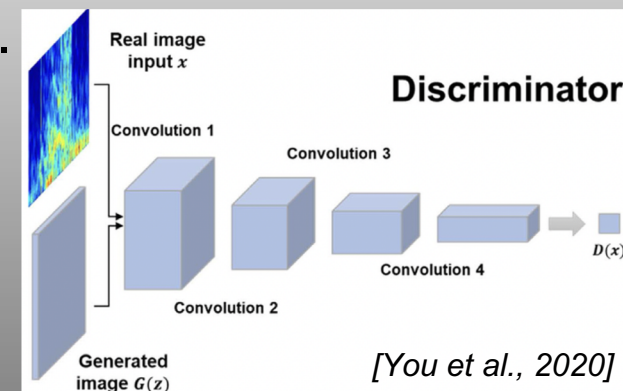 Real image
input x
Discriminator
Convolution 1
Convolution 3
D(x)
Convolution 4
Convolution 2
Generated
image G(z)
[You et al., 2020]